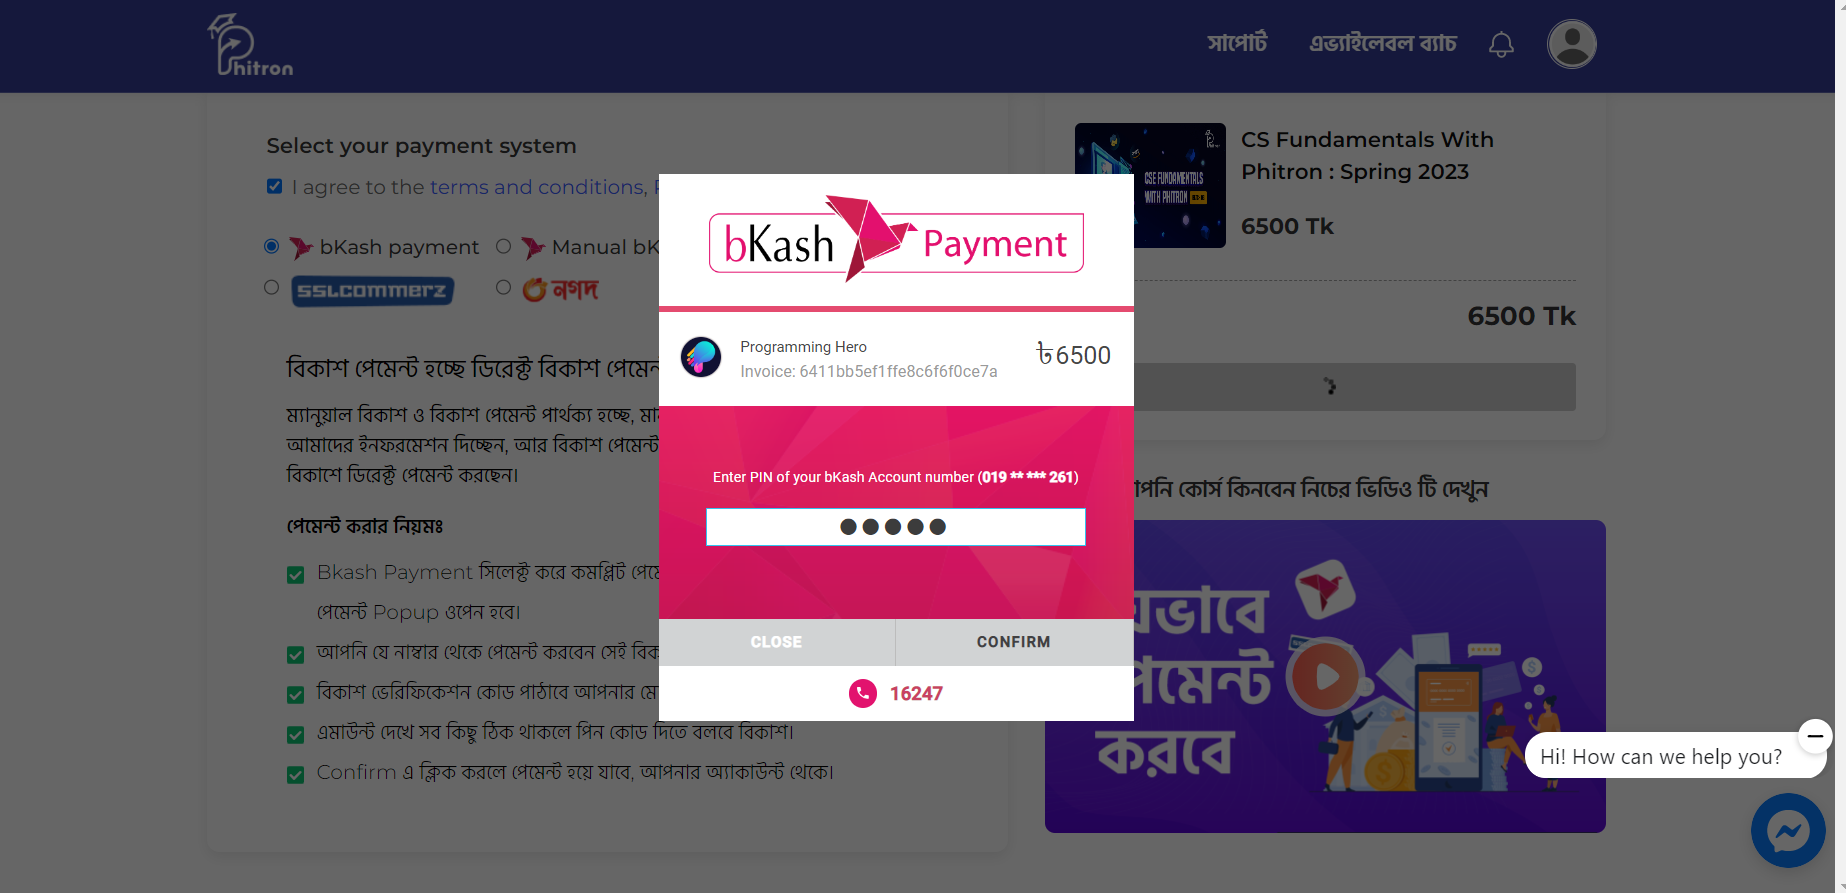 Phitron
সাপোর্ট
এভ্যাইলেবল ব্যাচ
Select your payment system
I agree to the terms and conditions,
bKash payment
Manual bK
SSLCOMMERZ
নগদ
বিকাশ পেমেন্ট হচ্ছে ডিরেক্ট বিকাশ পেমেন
ম্যানুয়াল বিকাশ ও বিকাশ পেমেন্ট পার্থক্য হচ্ছে,
আমাদের ইনফরমেশন দিচ্ছেন, আর বিকাশ পেমেন্ট
বিকাশে ডিরেক্ট পেমেন্ট করছেন।
পেমেন্ট করার নিয়মঃ
Bkash Payment সিলেক্ট করে কমপ্লিট পেমে
পেমেন্ট Popup ওপেন হবে।
আপনি যে নাম্বার থেকে পেমেন্ট করবেন সেই বিক
বিকাশ ভেরিফিকেশন কোড পাঠাবে আপনার মো
এমাউন্ট দেখে সব কিছু ঠিক থাকলে পিন কোড দিতে বলবে বিকাশ।
Confirm এ ক্লিক করলে পেমেন্ট হয়ে যাবে, আপনার অ্যাকাউন্ট থেকে।
bKash Payment
Programming Hero
Invoice: 6411bb5ef1ffe8c6f6f0ce7a
৳6500
Enter PIN of your bKash Account number (019 ** *** 261)
CLOSE
CONFIRM
16247
CSE FUNDAMENTALS
WITH PHITRON
CS Fundamentals With
Phitron : Spring 2023
6500 Tk
6500 Tk
পনি কোর্স কিনবেন নিচের ভিডিও টি দেখুন
যেভাবে
পেমেন্ট
করবে
Hi! How can we help you?